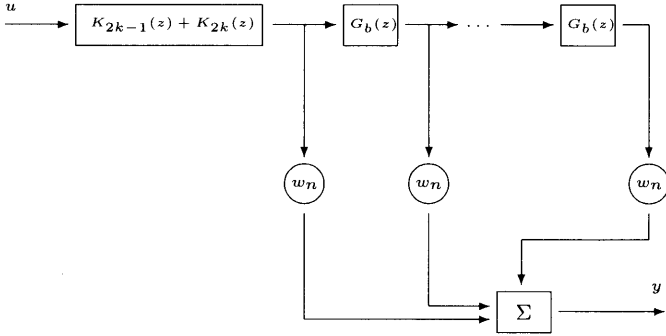 u
K_{2k−1}(z) + K_{2k}(z)
G_b(z)
· · ·
G_b(z)
w_n
w_n
w_n
Σ
y